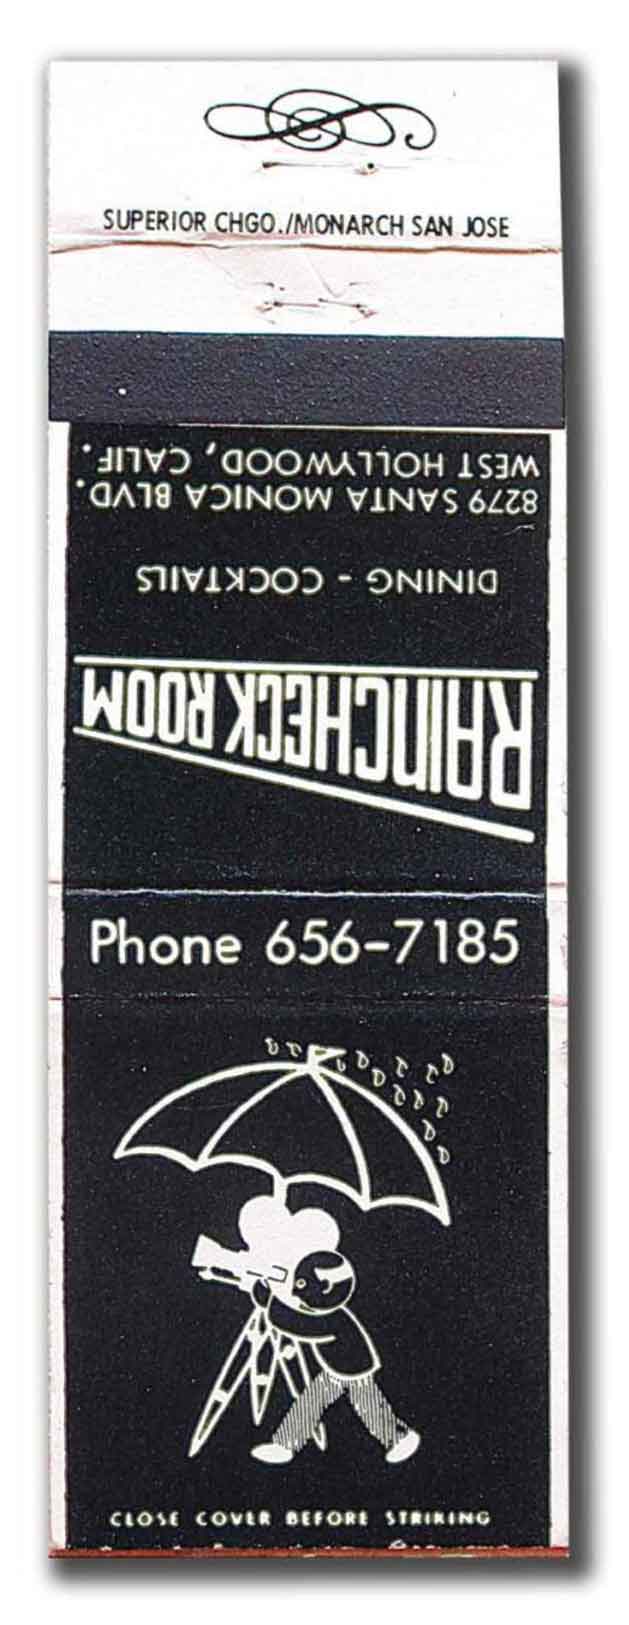 SUPERIOR CHGO./MONARCH SAN JOSE
RAINCHECK ROOM
DINING - COCKTAILS
8279 SANTA MONICA BLVD.
WEST HOLLYWOOD, CALIF.
Phone 656-7185
CLOSE COVER BEFORE STRIKING